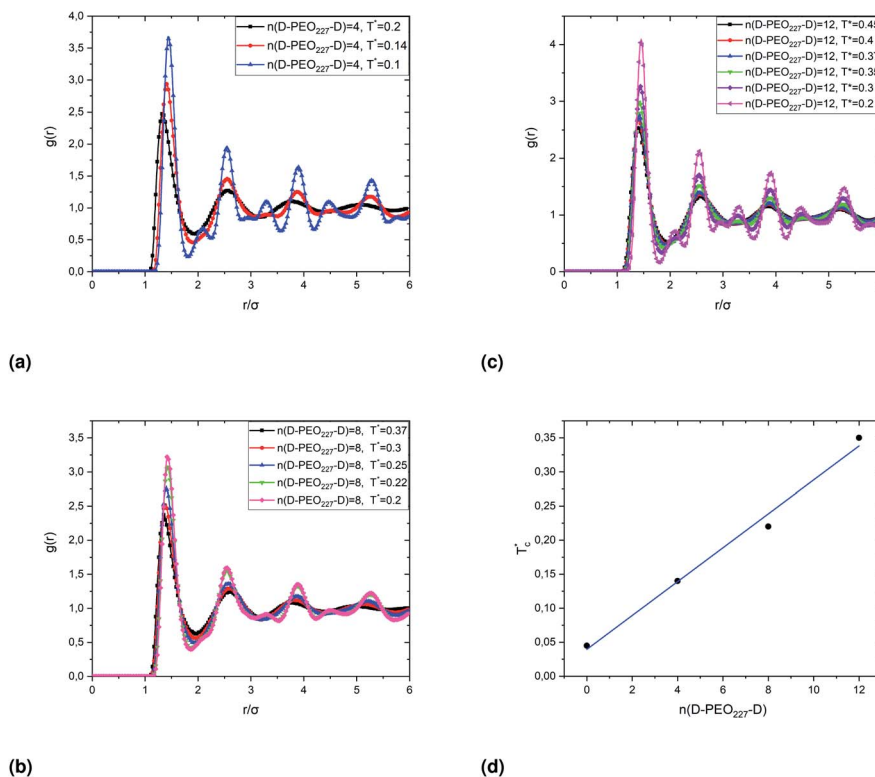 n(D-PEO227-D)=4, T*=0.2
n(D-PEO227-D)=4, T*=0.14
n(D-PEO227-D)=4, T*=0.1
4,0
3,5
3,0
2,5
2,0
1,5
1,0
0,5
0,0
g(r)
0 1 2 3 4 5 6
r/σ
(a)
n(D-PEO227-D)=12, T*=0.45
n(D-PEO227-D)=12, T*=0.4
n(D-PEO227-D)=12, T*=0.37
n(D-PEO227-D)=12, T*=0.35
n(D-PEO227-D)=12, T*=0.3
n(D-PEO227-D)=12, T*=0.2
4
3
2
1
0
g(r)
0 1 2 3 4 5
r/σ
(c)
n(D-PEO227-D)=8, T*=0.37
n(D-PEO227-D)=8, T*=0.3
n(D-PEO227-D)=8, T*=0.25
n(D-PEO227-D)=8, T*=0.22
n(D-PEO227-D)=8, T*=0.2
3,5
3,0
2,5
2,0
1,5
1,0
0,5
0,0
g(r)
0 1 2 3 4 5 6
r/σ
(b)
0,35
0,30
0,25
0,20
0,15
0,10
0,05
0,00
T*c
0 2 4 6 8 10 12
n(D-PEO227-D)
(d)